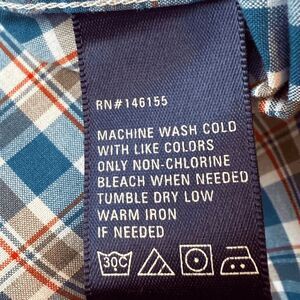 RN#146155
MACHINE WASH COLD
WITH LIKE COLORS
ONLY NON-CHLORINE
BLEACH WHEN NEEDED
TUMBLE DRY LOW
WARM IRON
IF NEEDED
30C